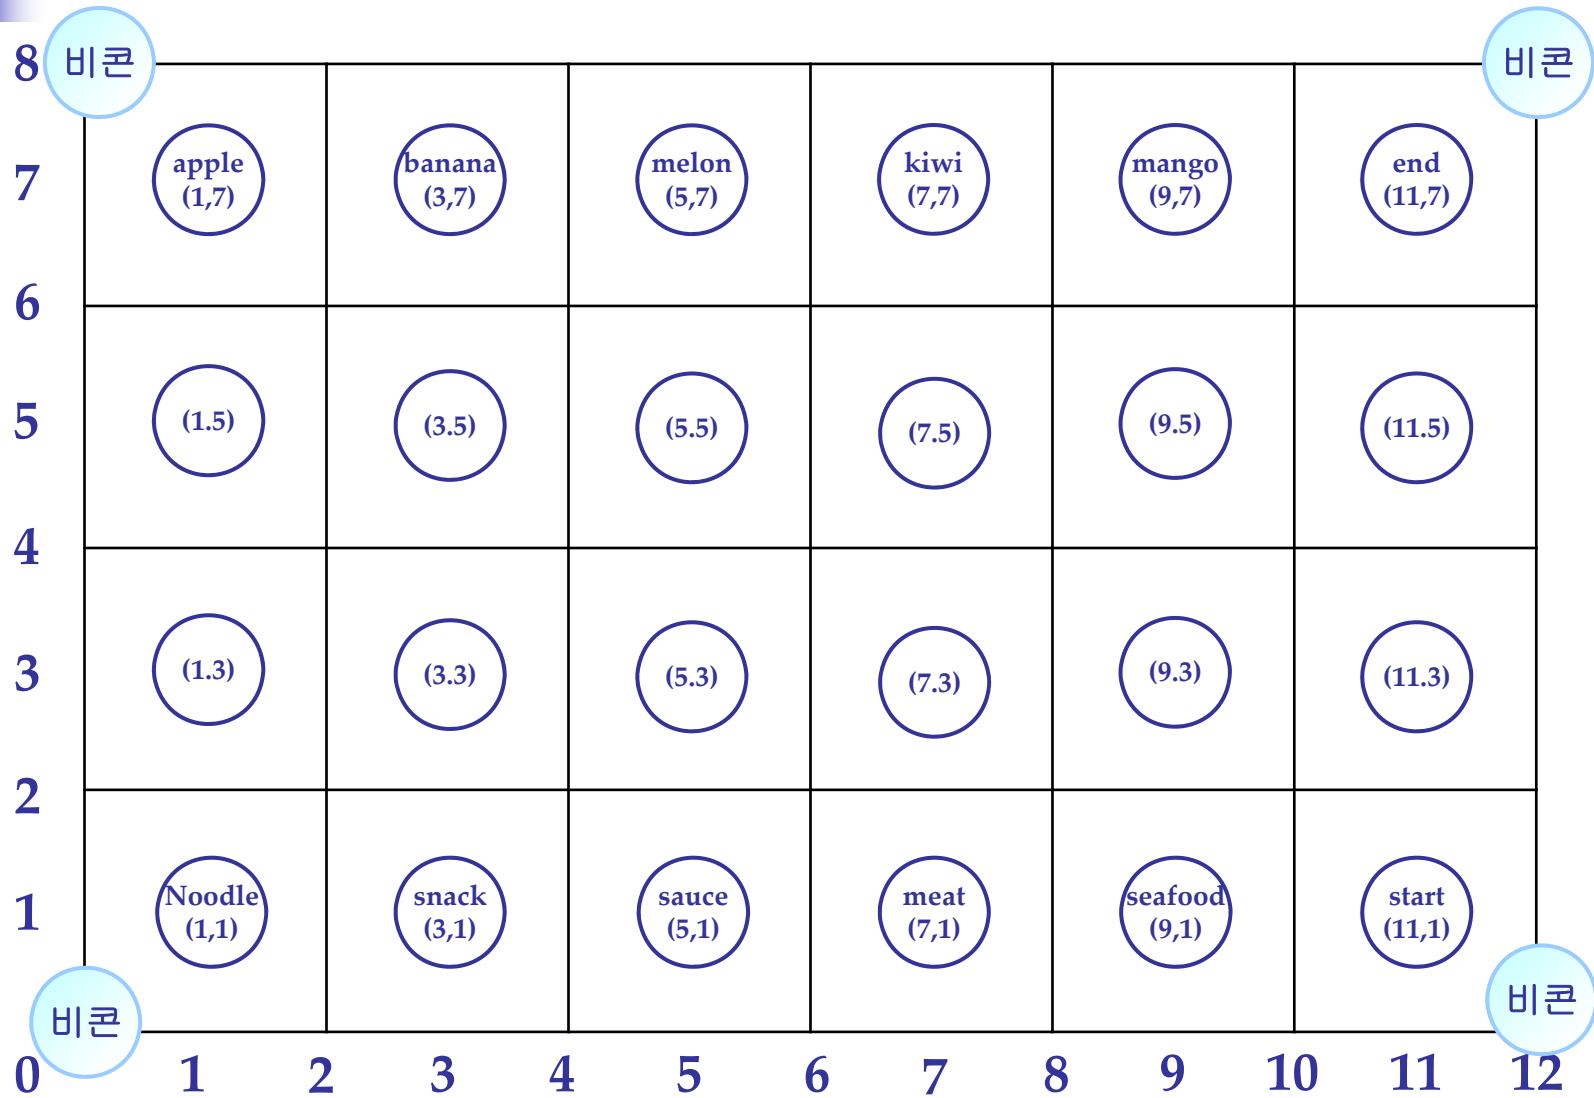 8
비콘
비콘
7
apple
(1,7)
banana
(3,7)
melon
(5,7)
kiwi
(7,7)
mango
(9,7)
end
(11,7)
6
5
(1.5)
(3.5)
(5.5)
(7.5)
(9.5)
(11.5)
4
3
(1.3)
(3.3)
(5.3)
(7.3)
(9.3)
(11.3)
2
1
Noodle
(1,1)
snack
(3,1)
sauce
(5,1)
meat
(7,1)
seafood
(9,1)
start
(11,1)
비콘
비콘
0 1 2 3 4 5 6 7 8 9 10 11 12